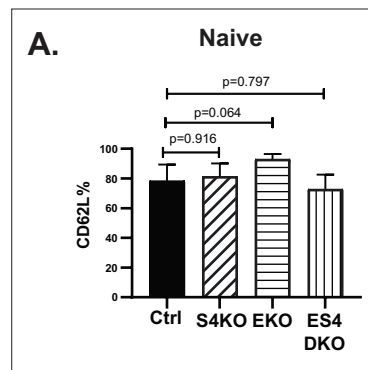 A.
Naive
p=0.797
p=0.064
p=0.916
CD62L%
100
80
60
40
20
0
Ctrl S4KO EKO ES4
DKO